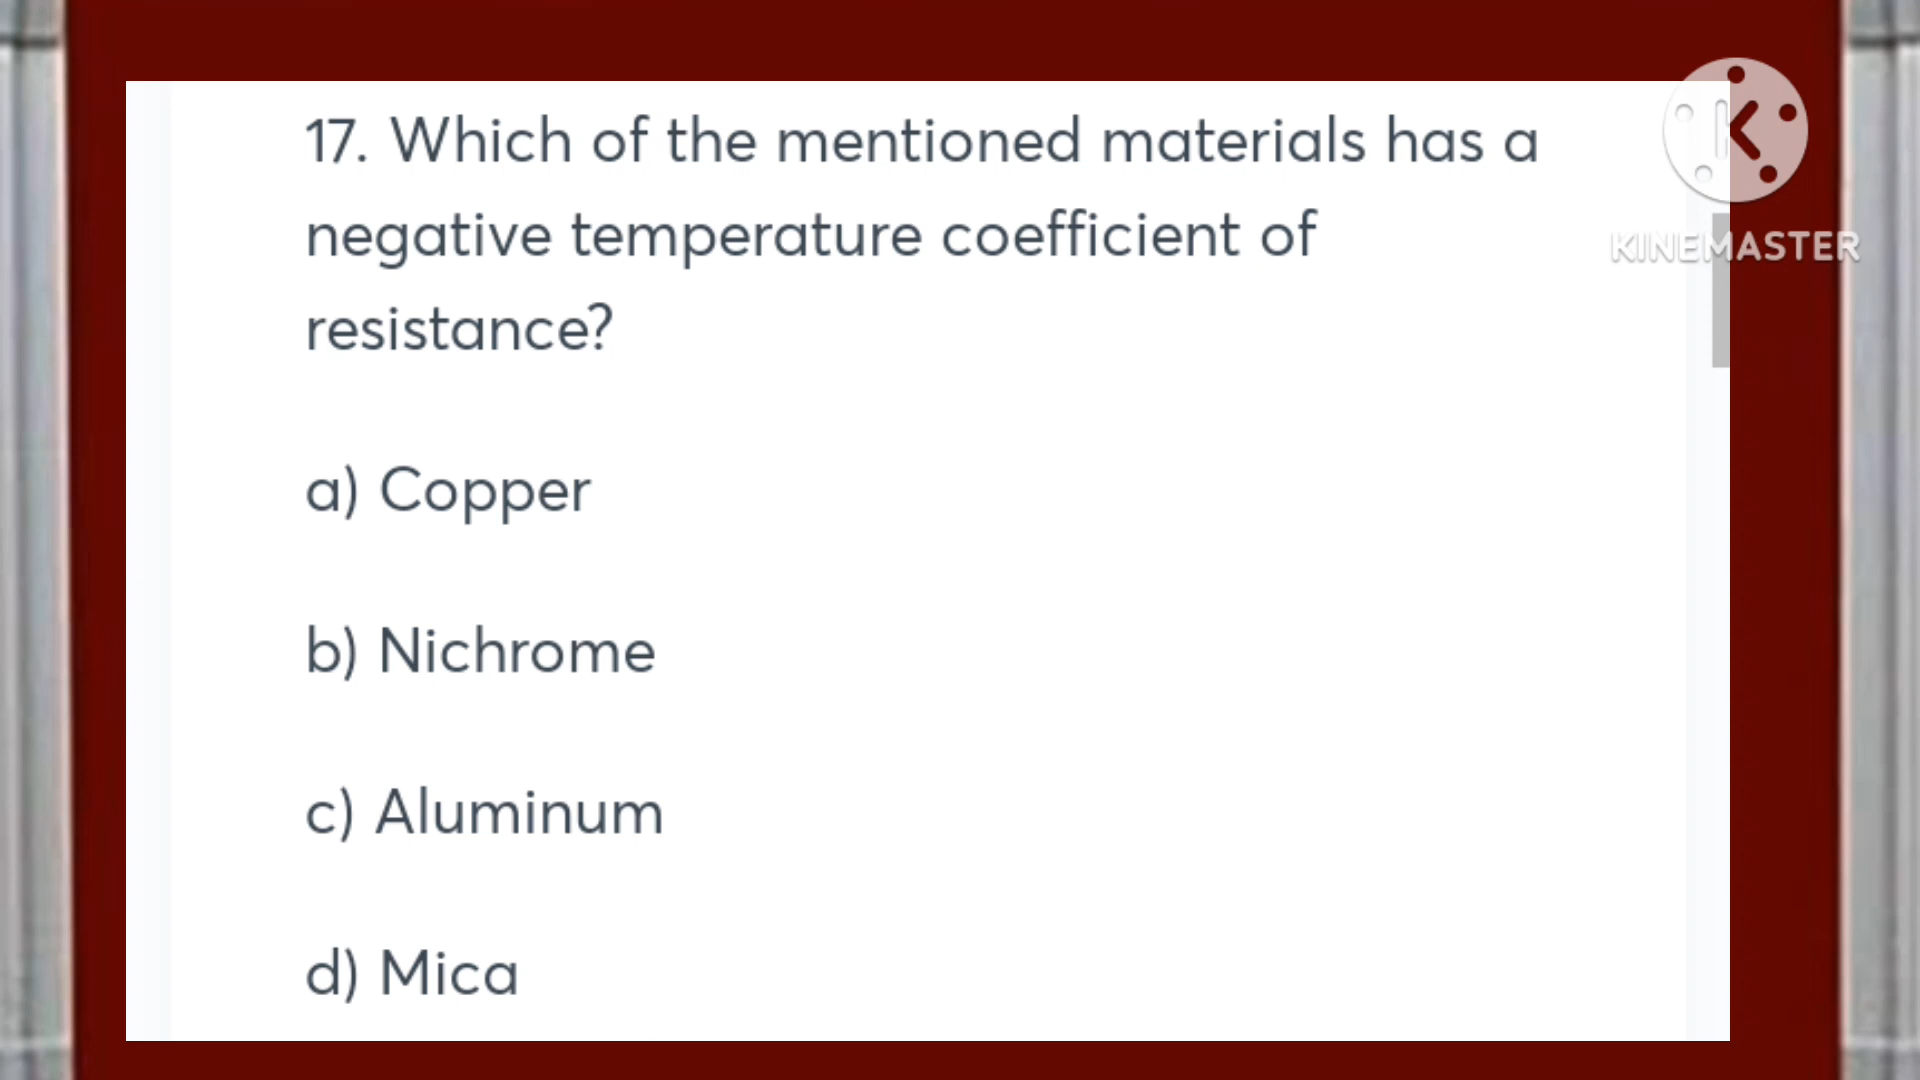 17. Which of the mentioned materials has a
negative temperature coefficient of
resistance?
a) Copper
b) Nichrome
c) Aluminum
d) Mica
K
KINEMASTER